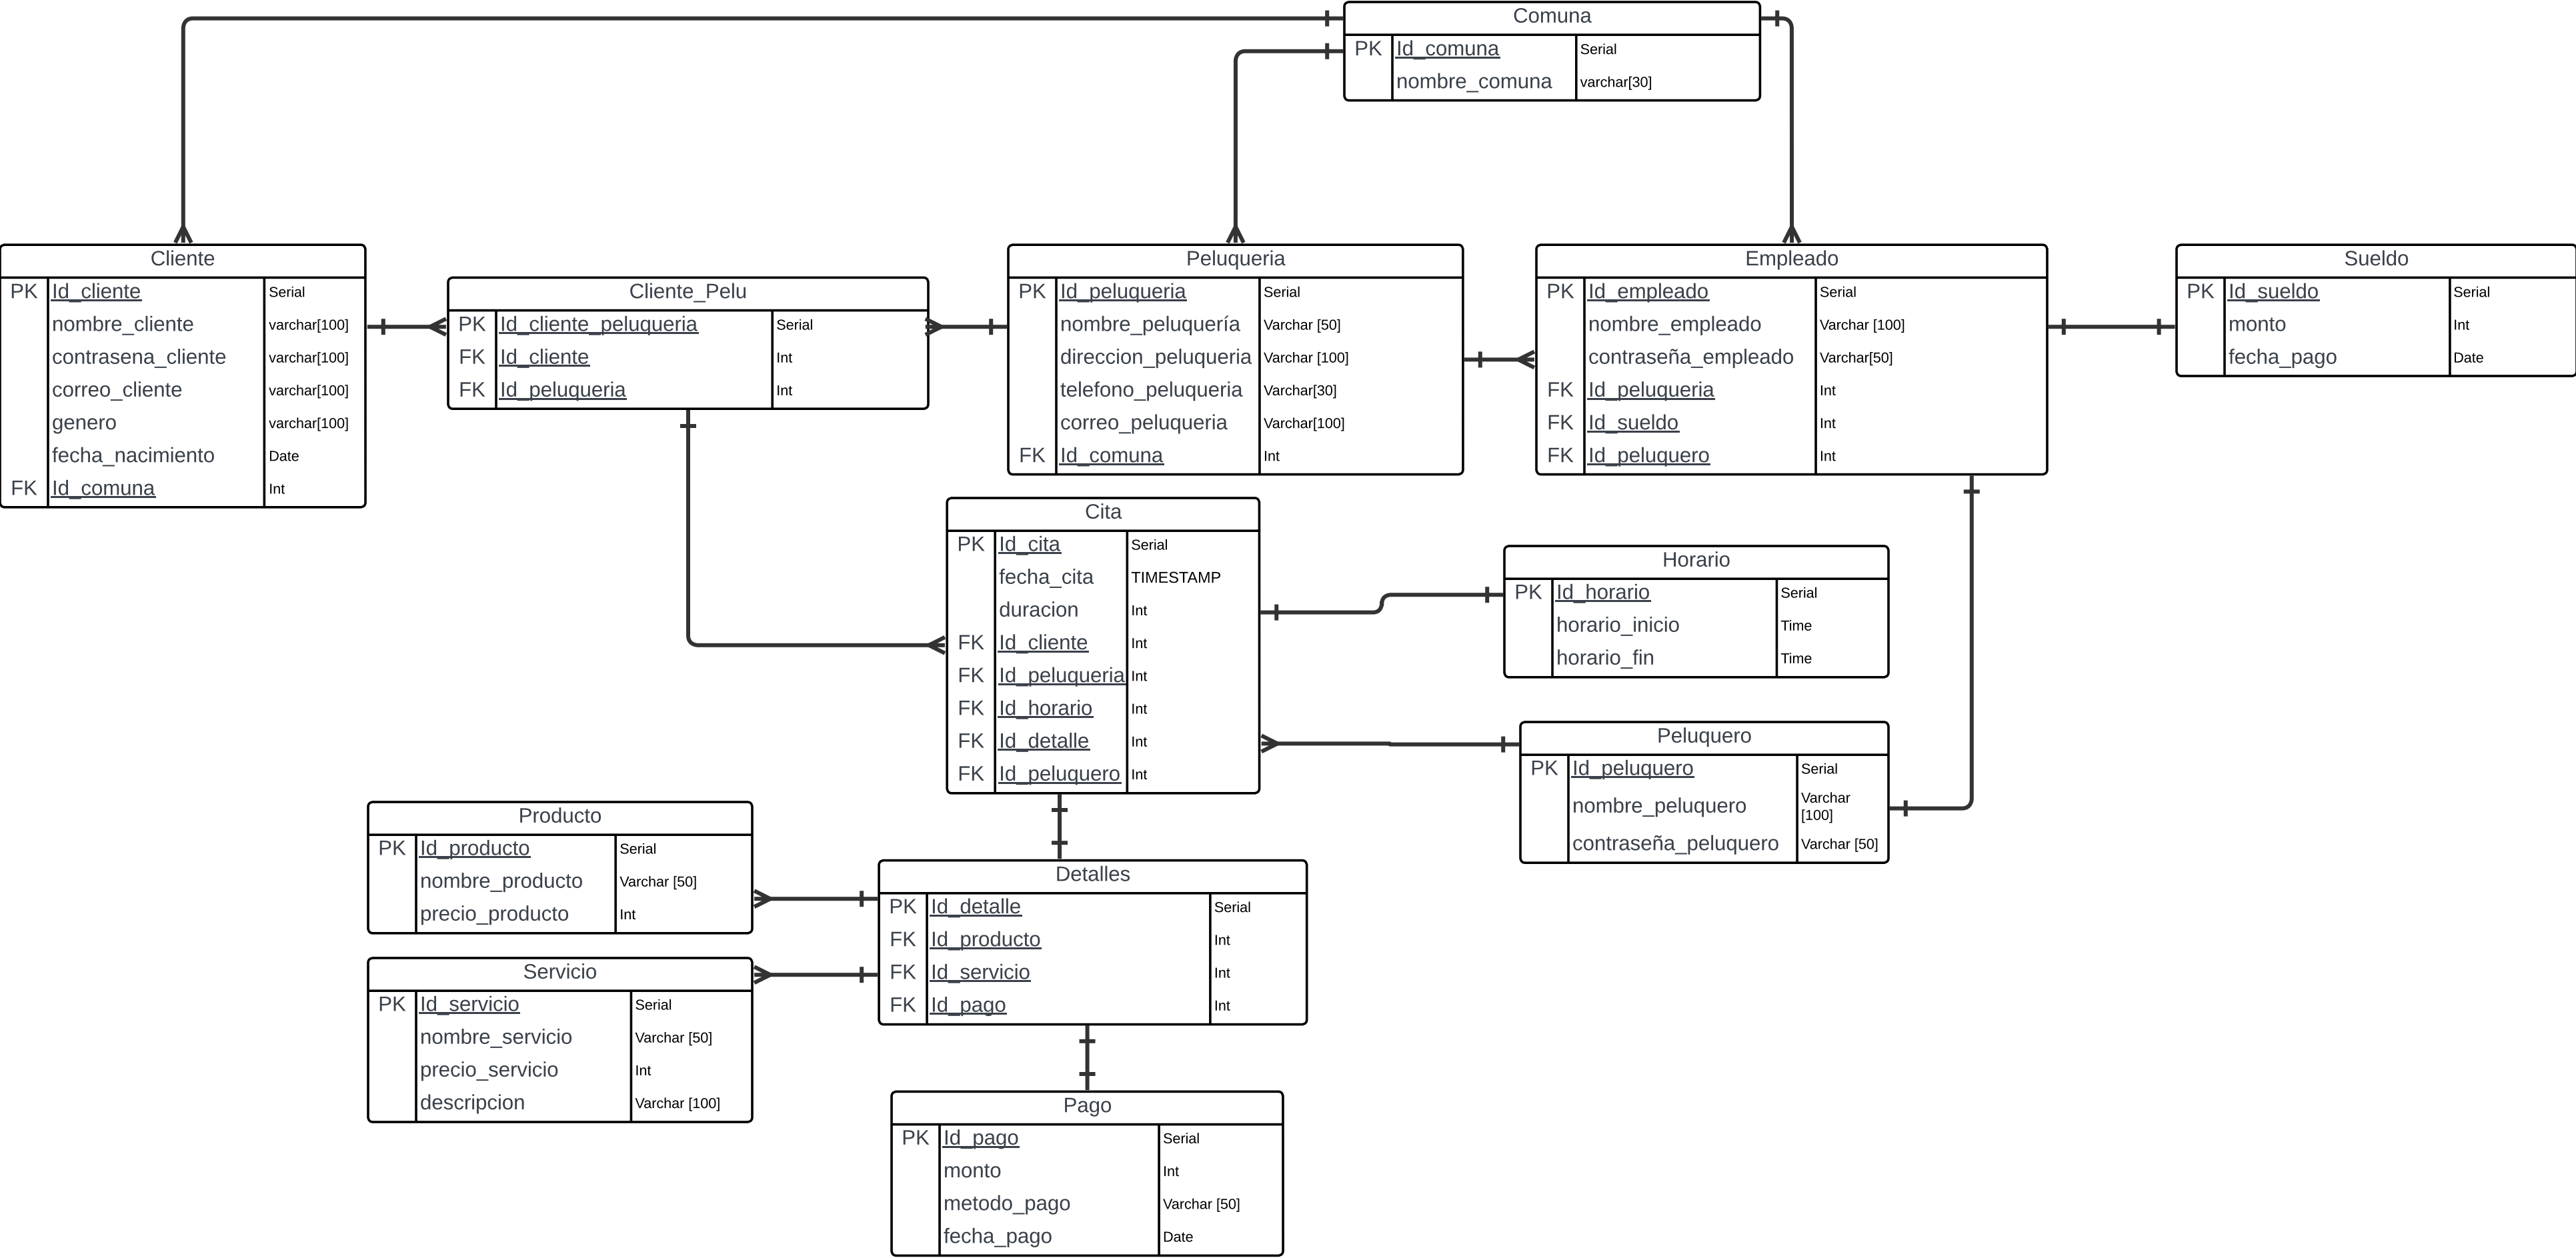 Comuna
PK Id_comuna Serial
nombre_comuna varchar[30]
Cliente
PK Id_cliente Serial
nombre_cliente varchar[100]
contrasena_cliente varchar[100]
correo_cliente varchar[100]
genero varchar[100]
fecha_nacimiento Date
FK Id_comuna Int
Cliente_Pelu
PK Id_cliente_peluqueria Serial
FK Id_cliente Int
FK Id_peluqueria Int
Peluqueria
PK Id_peluqueria Serial
nombre_peluquería Varchar [50]
direccion_peluqueria Varchar [100]
telefono_peluqueria Varchar[30]
correo_peluqueria Varchar[100]
FK Id_comuna Int
Empleado
PK Id_empleado Serial
nombre_empleado Varchar [100]
contraseña_empleado Varchar[50]
FK Id_peluqueria Int
FK Id_sueldo Int
FK Id_peluquero Int
Sueldo
PK Id_sueldo Serial
monto Int
fecha_pago Date
Cita
PK Id_cita Serial
fecha_cita TIMESTAMP
duracion Int
FK Id_cliente Int
FK Id_peluqueria Int
FK Id_horario Int
FK Id_detalle Int
FK Id_peluquero Int
Horario
PK Id_horario Serial
horario_inicio Time
horario_fin Time
Peluquero
PK Id_peluquero Serial
nombre_peluquero Varchar
[100]
contraseña_peluquero Varchar [50]
Producto
PK Id_producto Serial
nombre_producto Varchar [50]
precio_producto Int
Detalles
PK Id_detalle Serial
FK Id_producto Int
FK Id_servicio Int
FK Id_pago Int
Servicio
PK Id_servicio Serial
nombre_servicio Varchar [50]
precio_servicio Int
descripcion Varchar [100]
Pago
PK Id_pago Serial
monto Int
metodo_pago Varchar [50]
fecha_pago Date